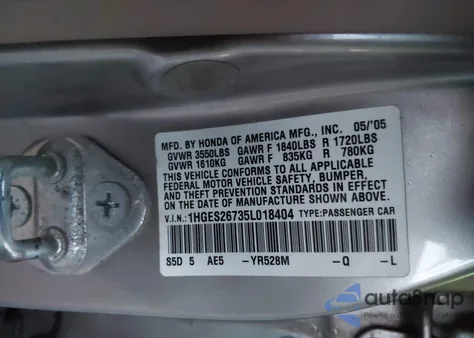 MFD. BY HONDA OF AMERICA MFG., INC. 05/'05
GVWR 3550LBS GAWR F 1840LBS R 1720LBS
GVWR 1610KG GAWR F 835KG R 780KG
THIS VEHICLE CONFORMS TO ALL APPLICABLE
FEDERAL MOTOR VEHICLE SAFETY, BUMPER,
AND THEFT PREVENTION STANDARDS IN EFFECT
ON THE DATE OF MANUFACTURE SHOWN ABOVE.
V.I.N.: 1HGES26735L018404 TYPE: PASSENGER CAR
S5D 5 AE5 -YR528M -Q -L
autoSnap